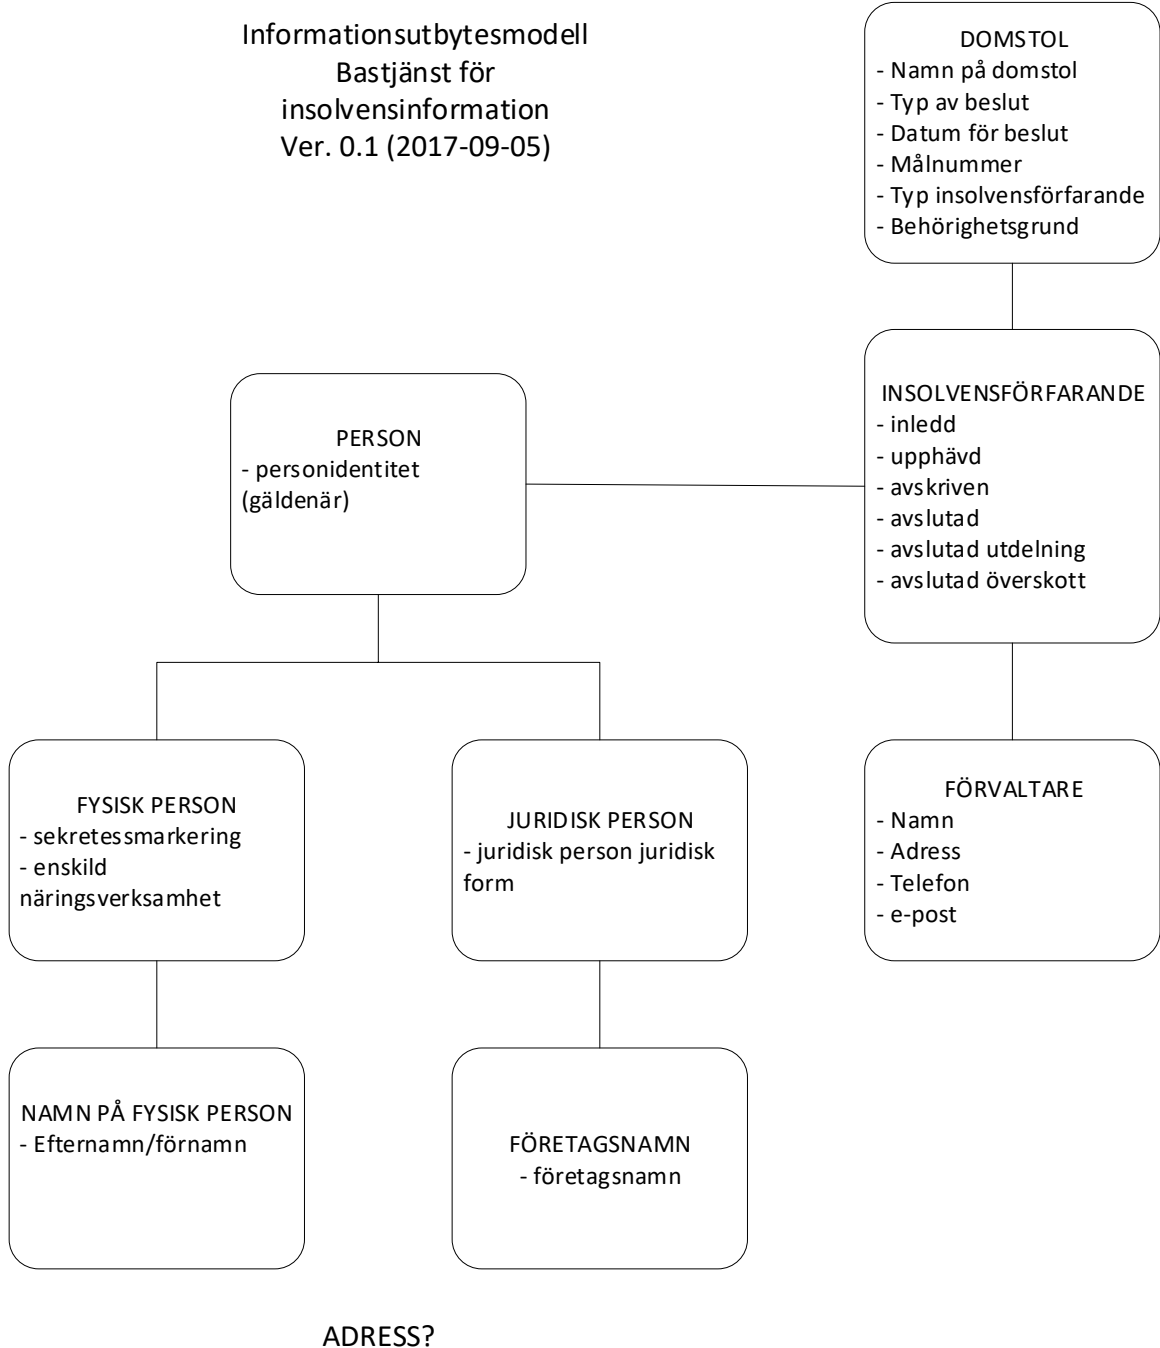 Informationsutbytesmodell
Bastjänst för
insolvensinformation
Ver. 0.1 (2017-09-05)
DOMSTOL
- Namn på domstol
- Typ av beslut
- Datum för beslut
- Målnummer
- Typ insolvensförfarande
- Behörighetsgrund
PERSON
- personidentitet
(gäldenär)
INSOLVENSFÖRFARANDE
- inledd
- upphävd
- avskriven
- avslutad
- avslutad utdelning
- avslutad överskott
FYSISK PERSON
- sekretessmarkering
- enskild
näringsverksamhet
JURIDISK PERSON
- juridisk person juridisk
form
FÖRVALTARE
- Namn
- Adress
- Telefon
- e-post
NAMN PÅ FYSISK PERSON
- Efternamn/förnamn
FÖRETAGSNAMN
- företagsnamn
ADRESS?